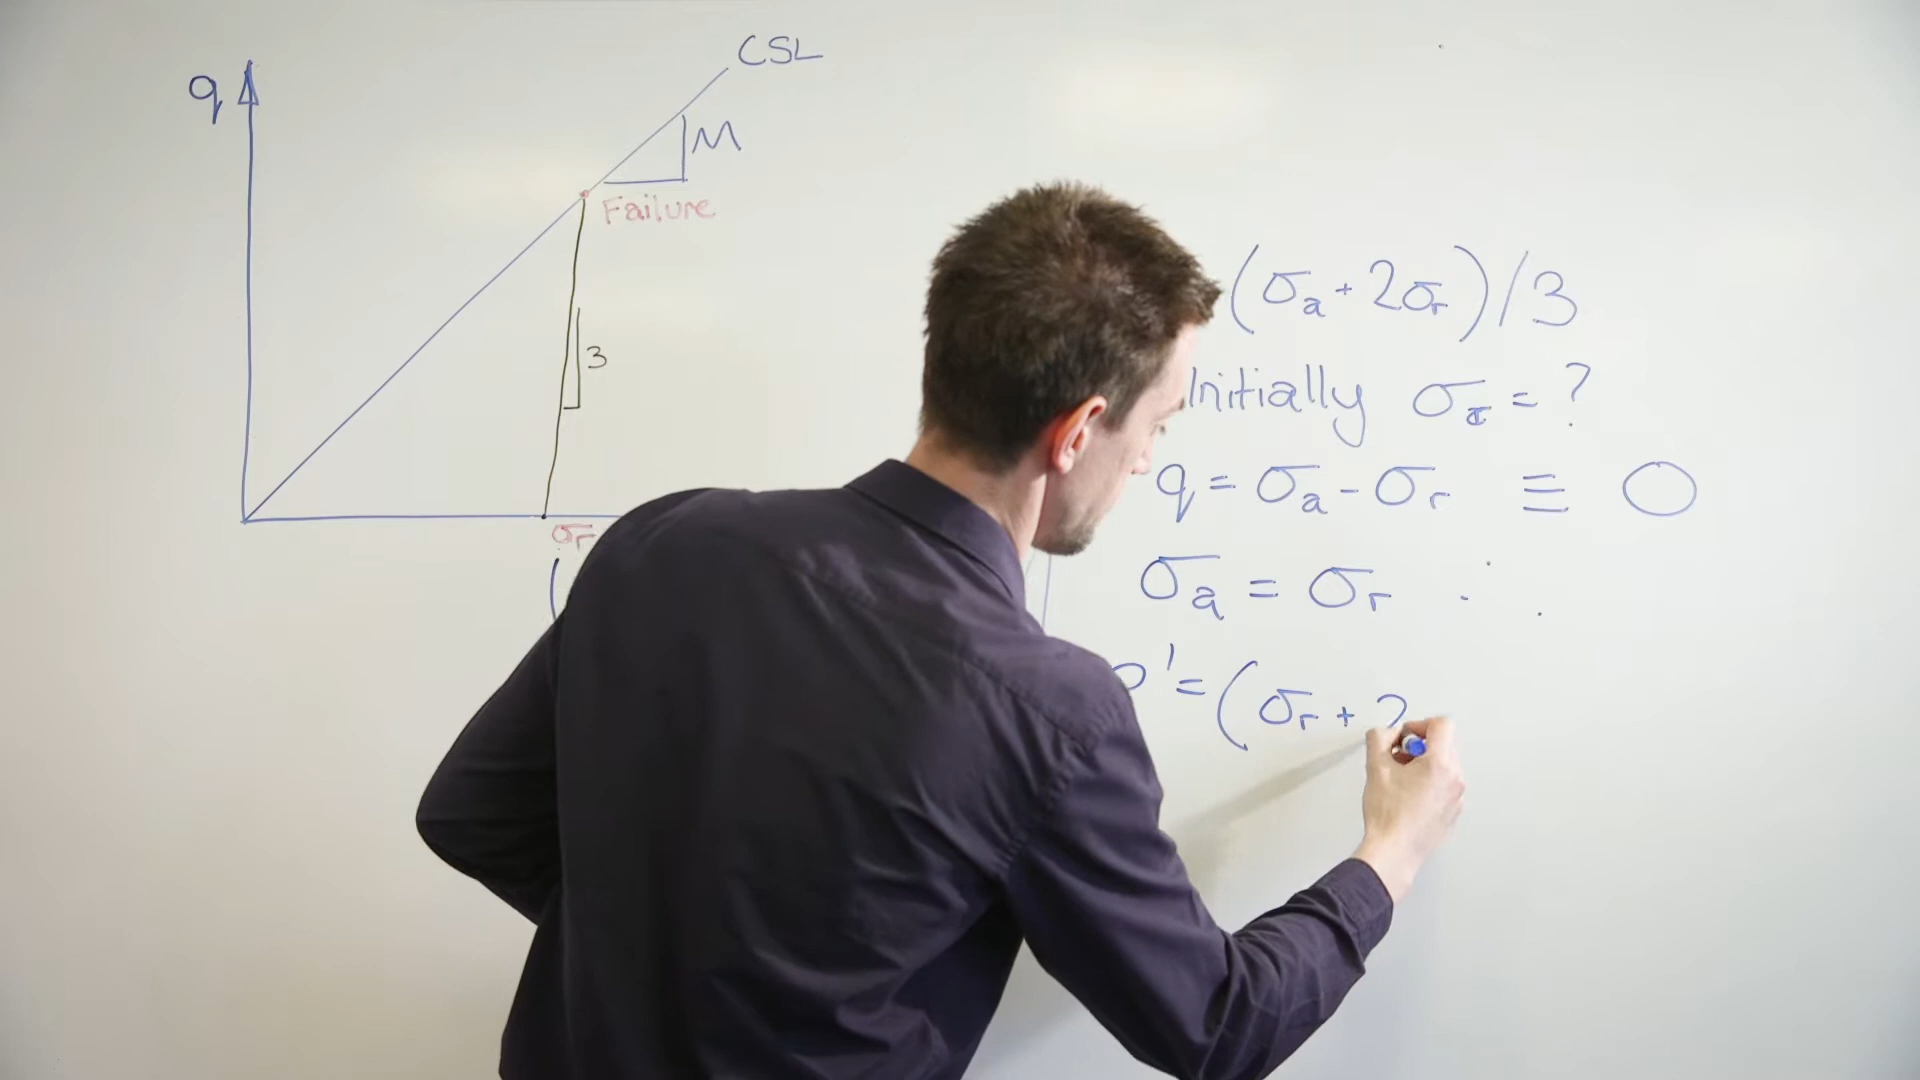 q
CSL
M
Failure
3
σr
(
(σa + 2σr)/3
Initially σr = ?
q = σa - σr ≡ 0
σa = σr ∴
p' = (σr + 2